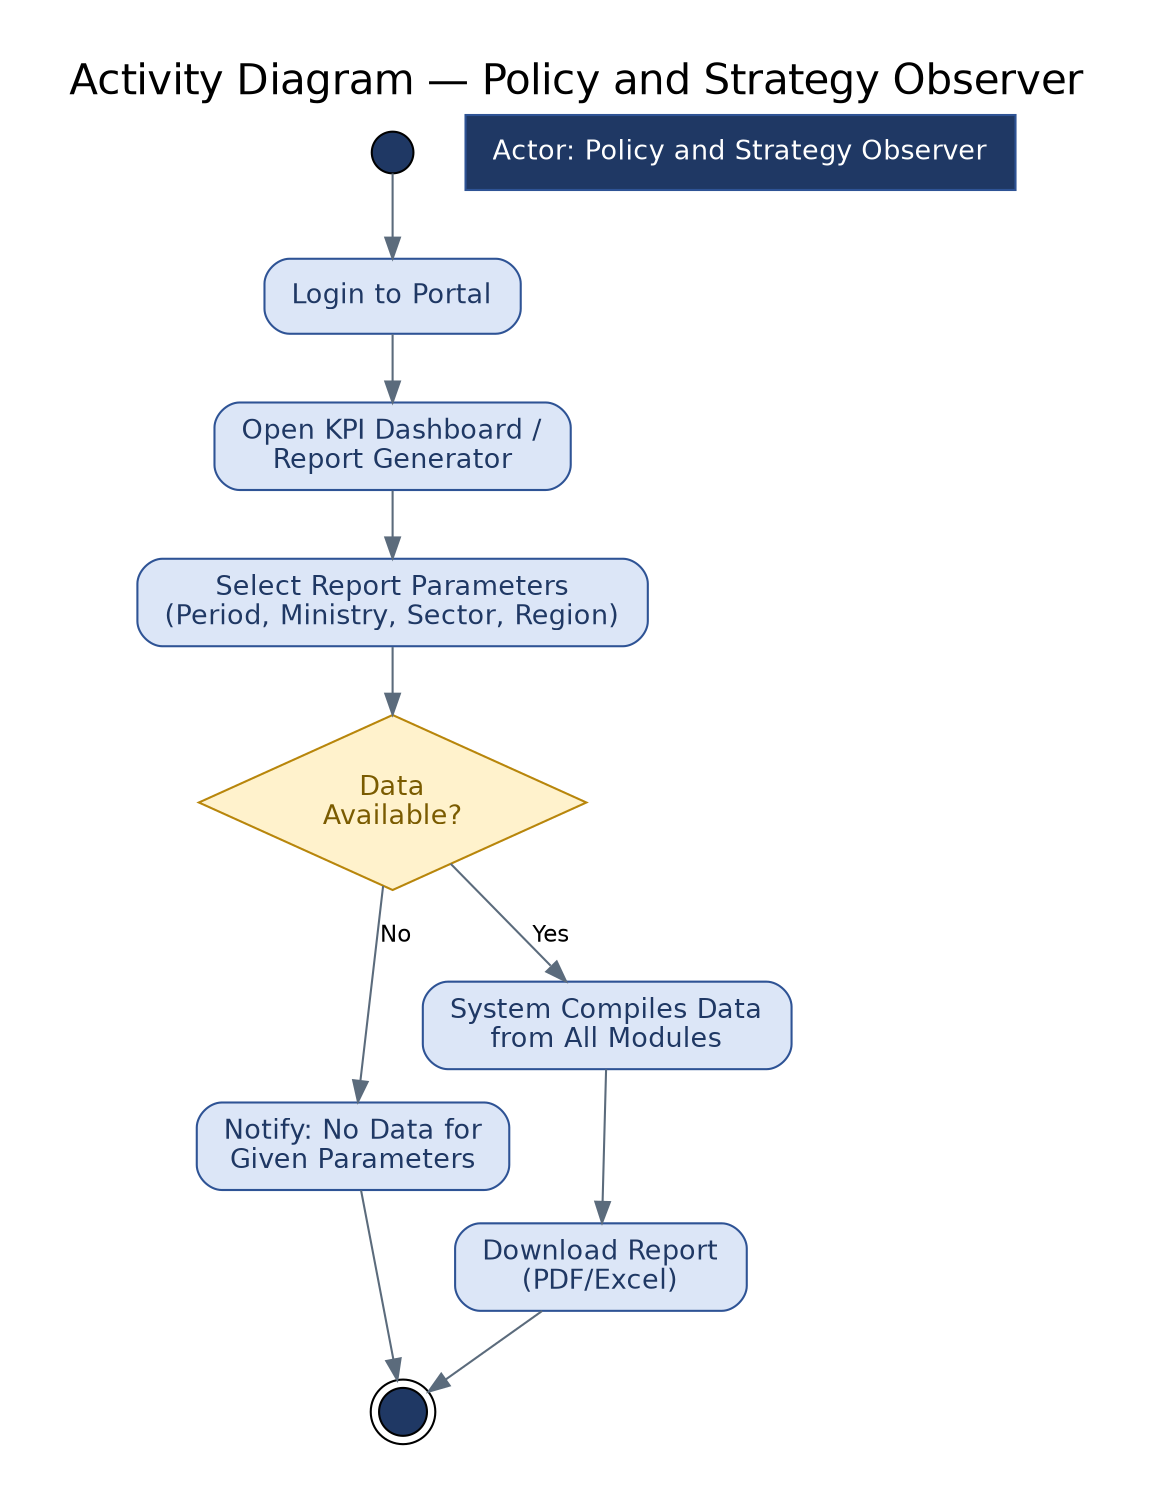 Activity Diagram — Policy and Strategy Observer
Actor: Policy and Strategy Observer
Login to Portal
Open KPI Dashboard /
Report Generator
Select Report Parameters
(Period, Ministry, Sector, Region)
Data
Available?
No
Yes
System Compiles Data
from All Modules
Notify: No Data for
Given Parameters
Download Report
(PDF/Excel)